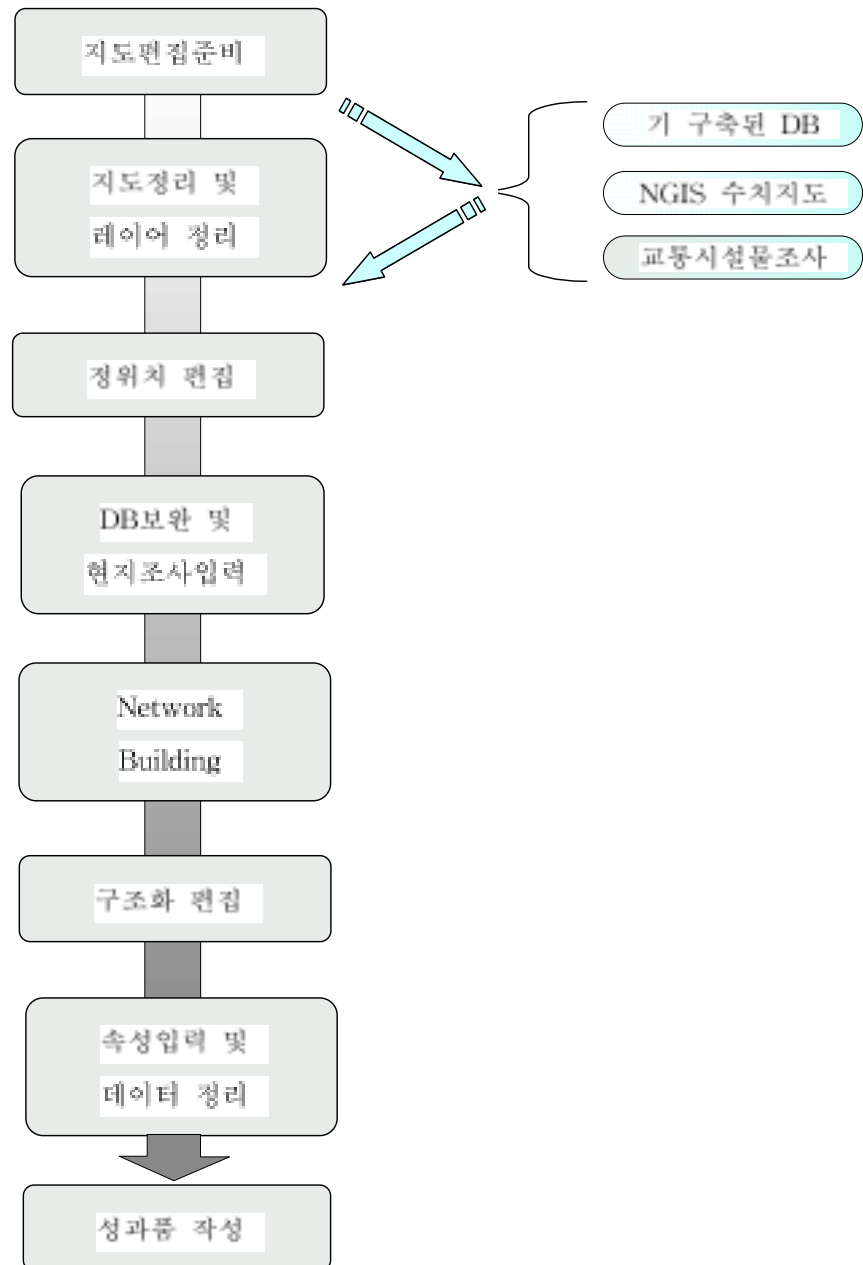 지도편집준비
기 구축된 DB
지도정리 및
레이어 정리
NGIS 수치지도
교통시설물조사
정위치 편집
DB보완 및
현지조사입력
Network
Building
구조화 편집
속성입력 및
데이터 정리
성과품 작성